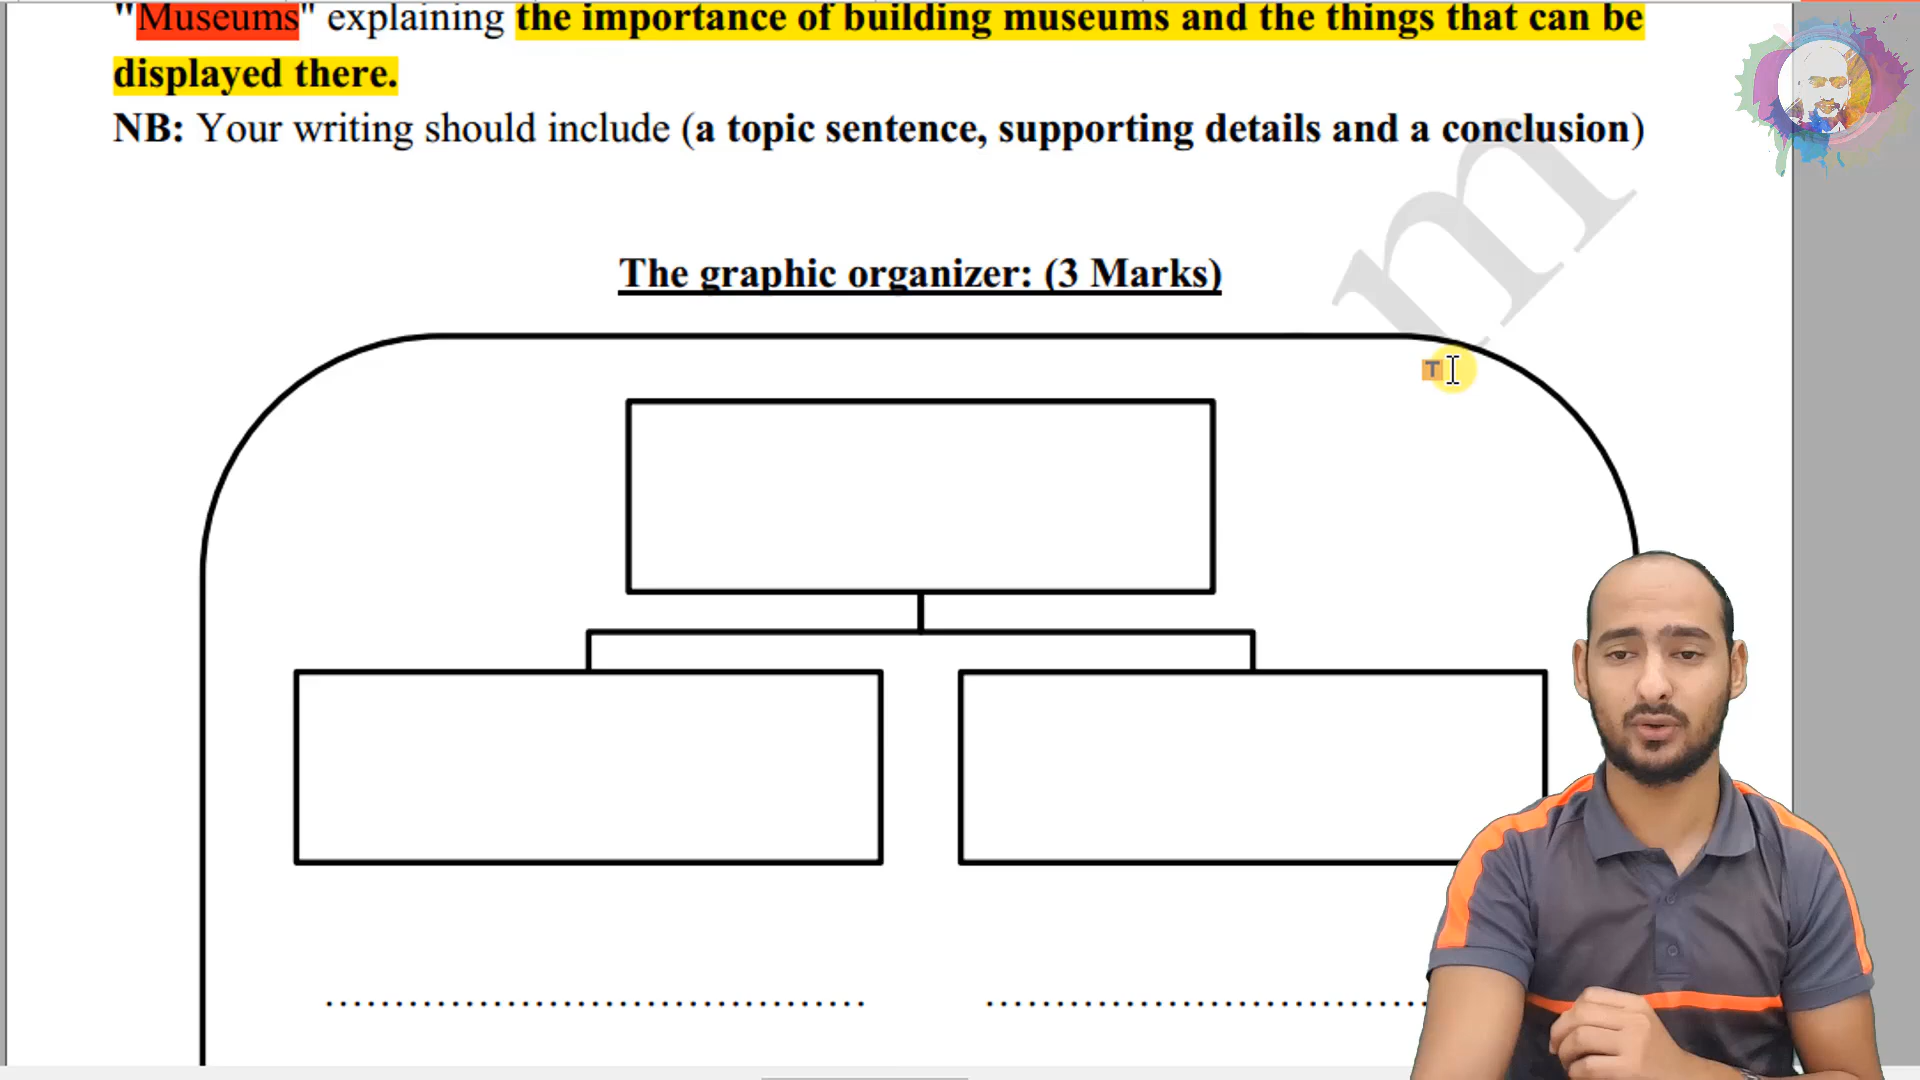 "Museums" explaining the importance of building museums and the things that can be
displayed there.
NB: Your writing should include (a topic sentence, supporting details and a conclusion)
m
The graphic organizer: (3 Marks)
T